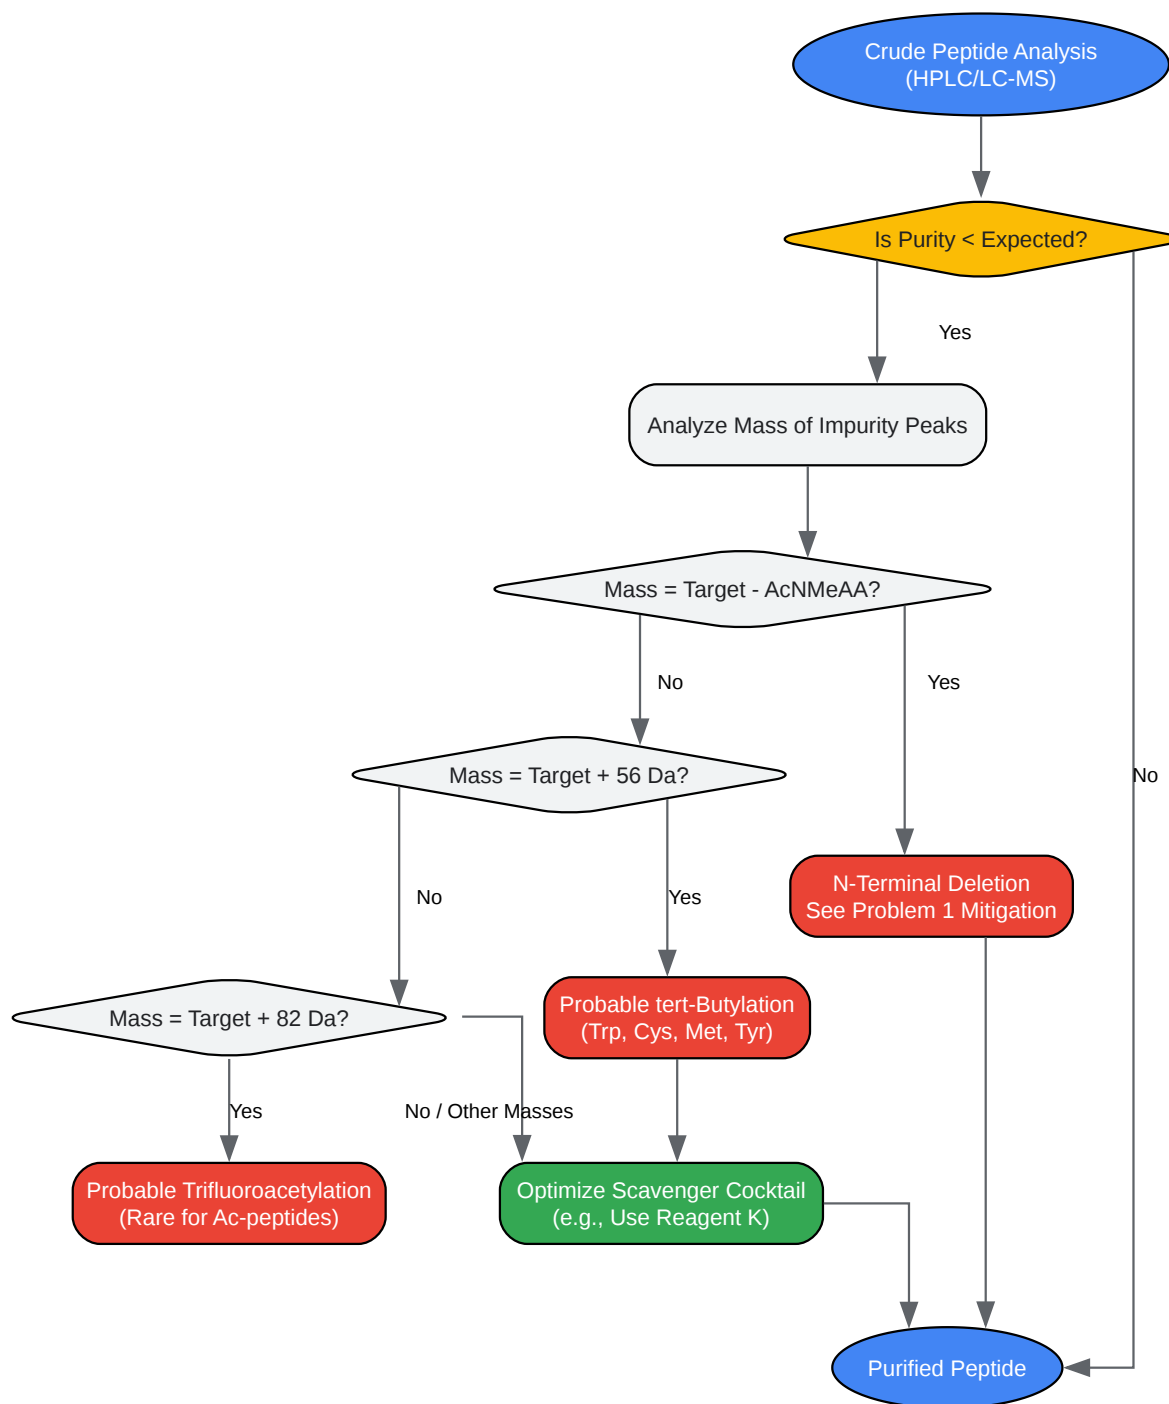 Crude Peptide Analysis
(HPLC/LC-MS)
Is Purity < Expected?
Yes
Analyze Mass of Impurity Peaks
Mass = Target - AcNMeAA?
No
Yes
Mass = Target + 56 Da?
No
No
Yes
N-Terminal Deletion
See Problem 1 Mitigation
Mass = Target + 82 Da?
Probable tert-Butylation
(Trp, Cys, Met, Tyr)
Yes
No / Other Masses
Probable Trifluoroacetylation
(Rare for Ac-peptides)
Optimize Scavenger Cocktail
(e.g., Use Reagent K)
Purified Peptide